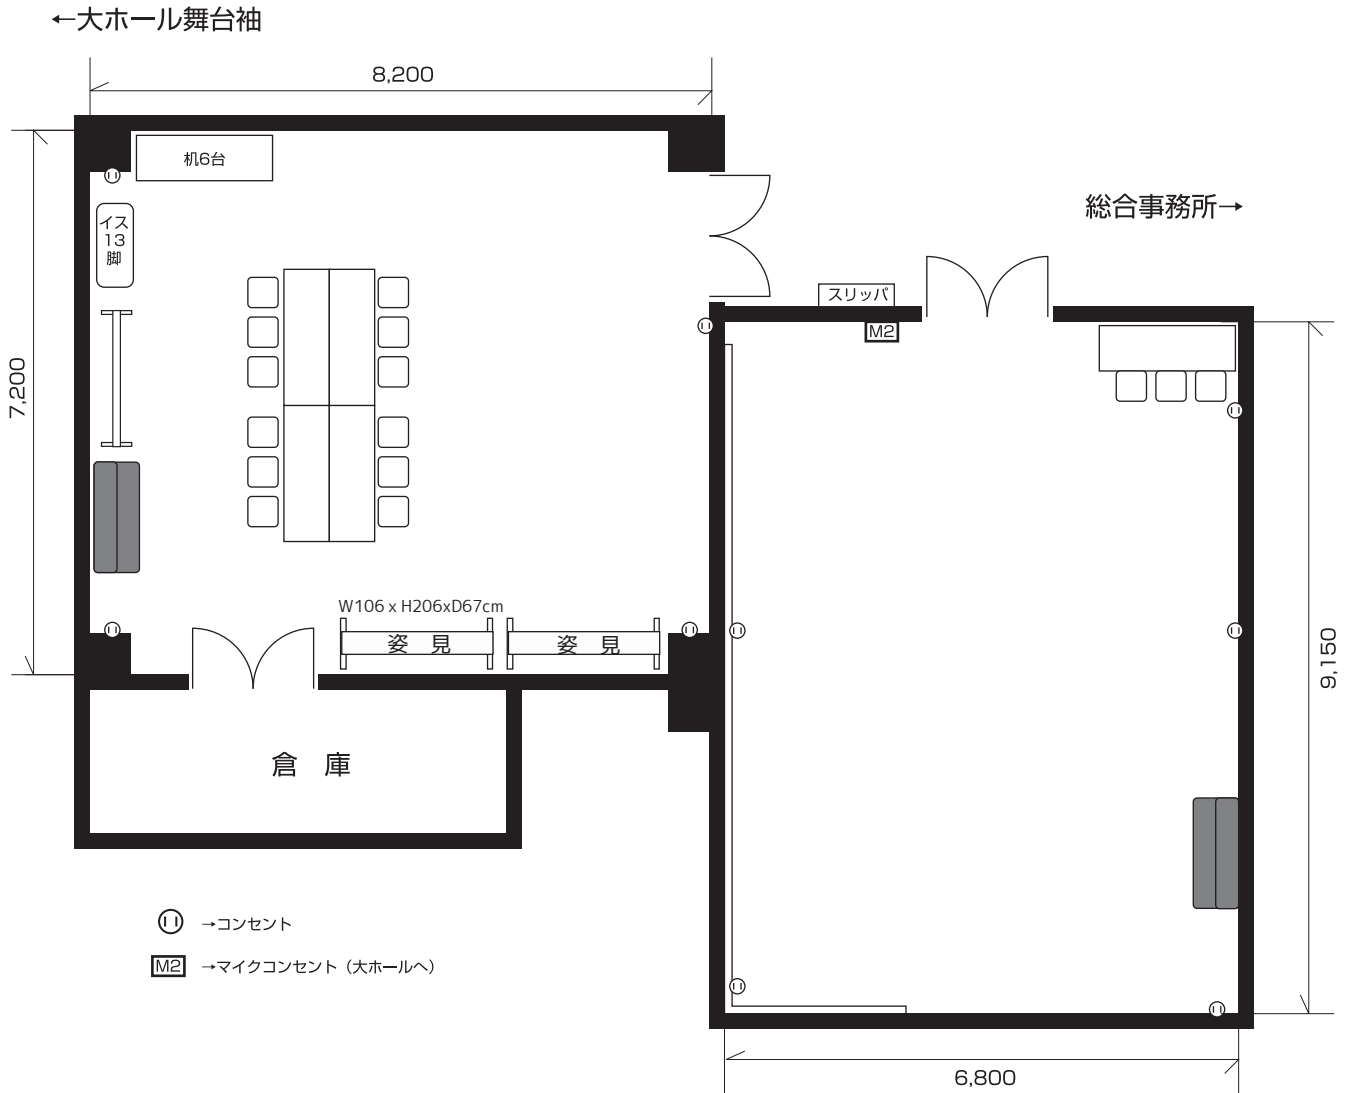 ←大ホール舞台袖
8,200
机6台
総合事務所→
イス
13
脚
スリッパ
M2
7,200
W106 x H206xD67cm
姿 見
姿 見
9,150
倉 庫
→コンセント
M2 →マイクコンセント（大ホールへ）
6,800